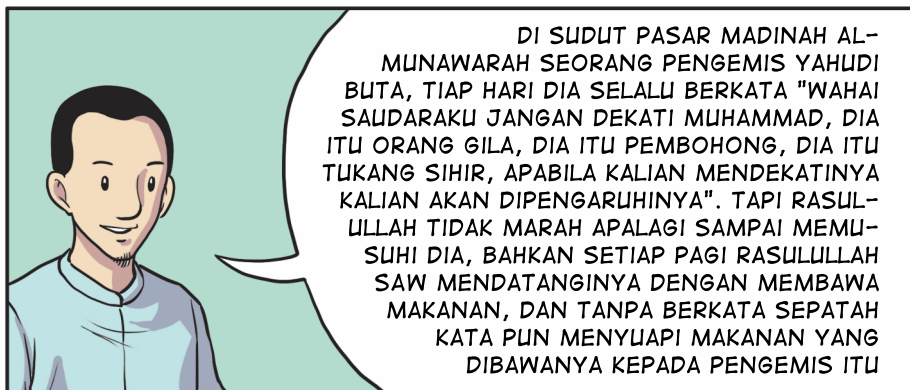 DI SUDUT PASAR MADINAH AL-
MUNAWARAH SEORANG PENGEMIS YAHUDI
BUTA, TIAP HARI DIA SELALU BERKATA "WAHAI
SAUDARAKU JANGAN DEKATI MUHAMMAD, DIA
ITU ORANG GILA, DIA ITU PEMBOHONG, DIA ITU
TUKANG SIHIR, APABILA KALIAN MENDEKATINYA
KALIAN AKAN DIPENGARUHINYA". TAPI RASUL-
ULLAH TIDAK MARAH APALAGI SAMPAI MEMU-
SUHI DIA, BAHKAN SETIAP PAGI RASULULLAH
SAW MENDATANGINYA DENGAN MEMBAWA
MAKANAN, DAN TANPA BERKATA SEPATAH
KATA PUN MENYUAPI MAKANAN YANG
DIBAWANYA KEPADA PENGEMIS ITU